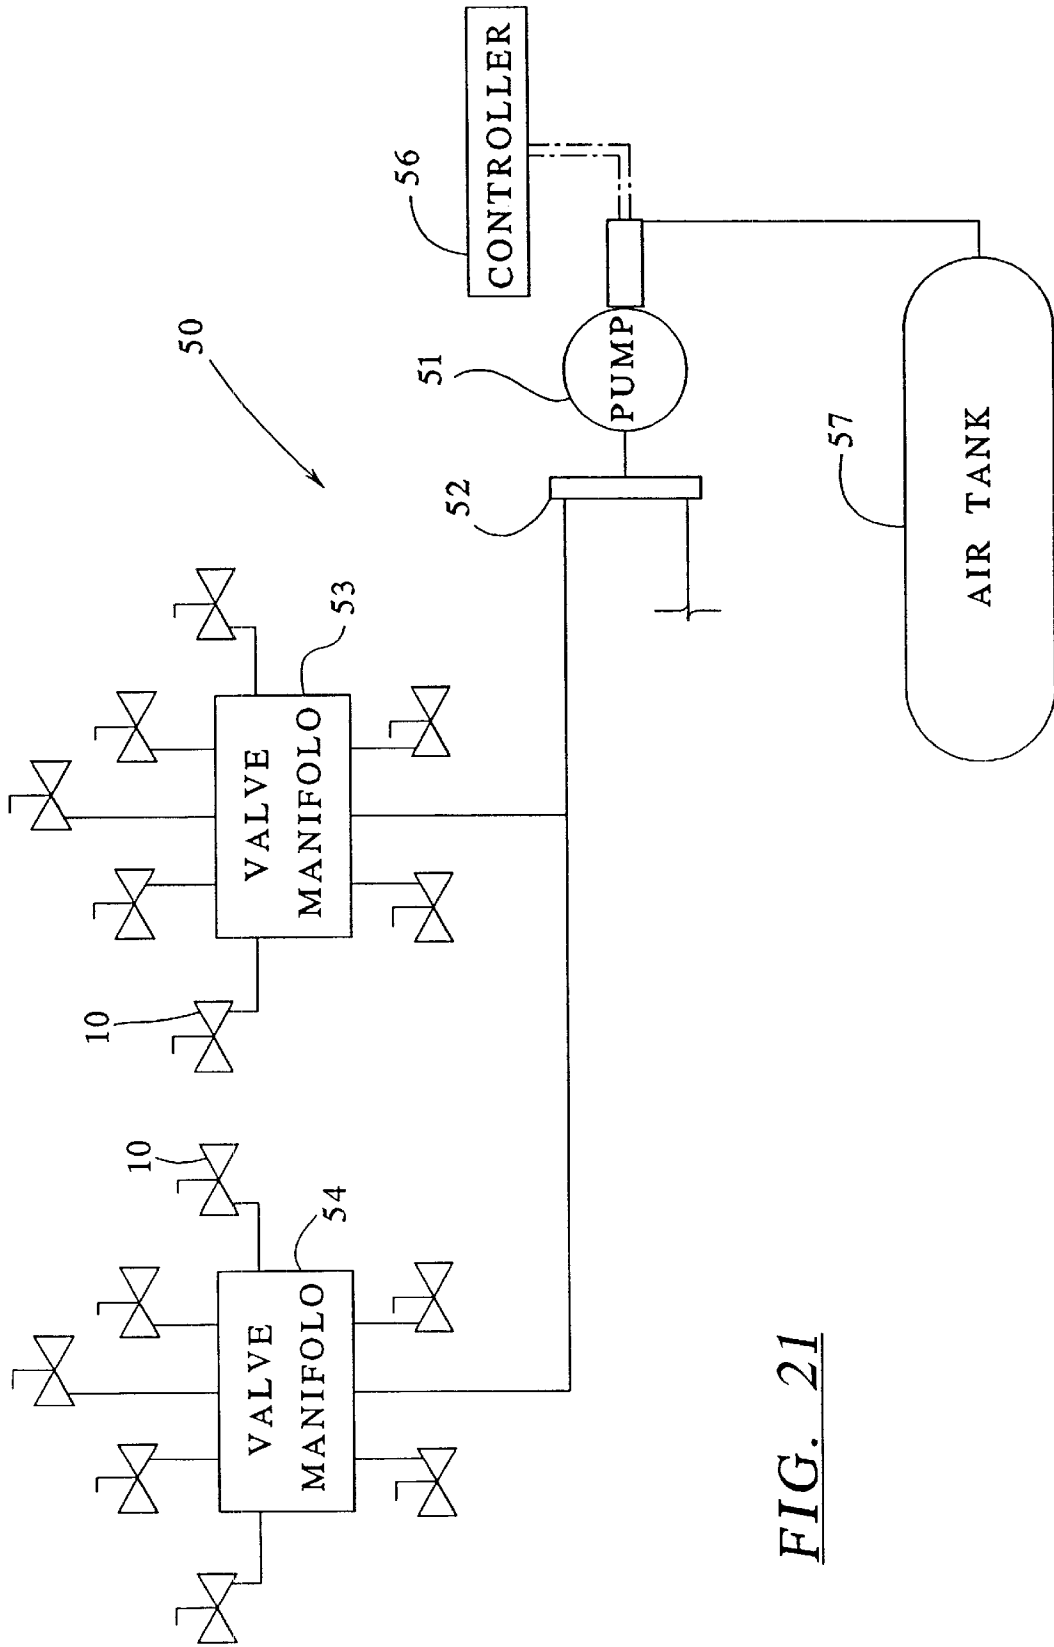 50
10
10
53
54
VALVE
MANIFOLO
VALVE
MANIFOLO
56
CONTROLLER
51
PUMP
52
57
AIR TANK
FIG. 21